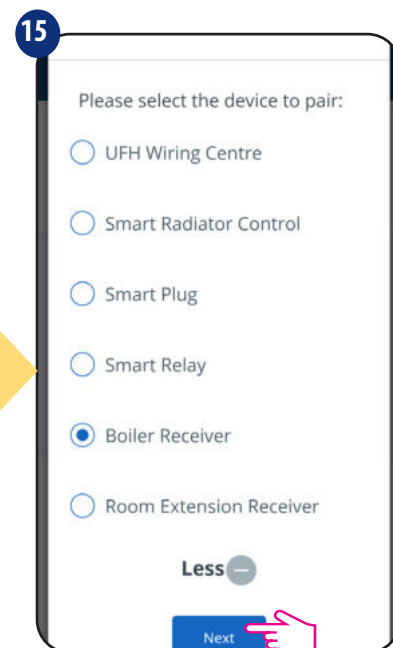 15
Please select the device to pair:
UFH Wiring Centre
Smart Radiator Control
Smart Plug
Smart Relay
Boiler Receiver
Room Extension Receiver
Less
Next